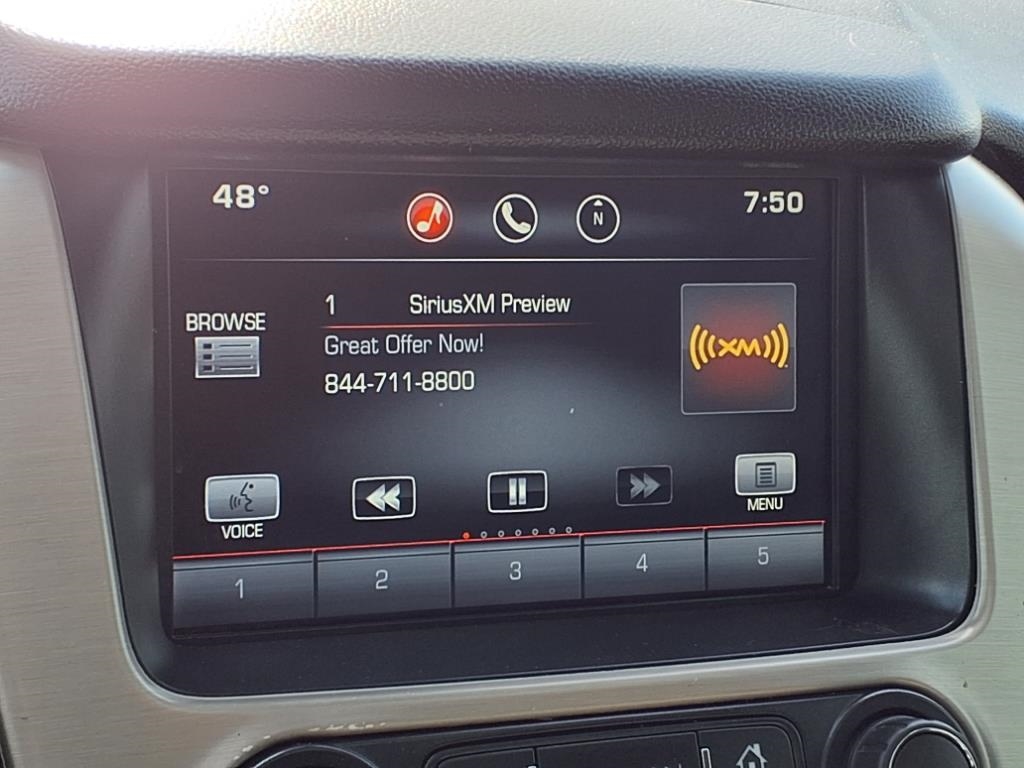 48°
N
7:50
BROWSE
1 SiriusXM Preview
Great Offer Now!
844-711-8800
XM
VOICE
MENU
1 2 3 4 5